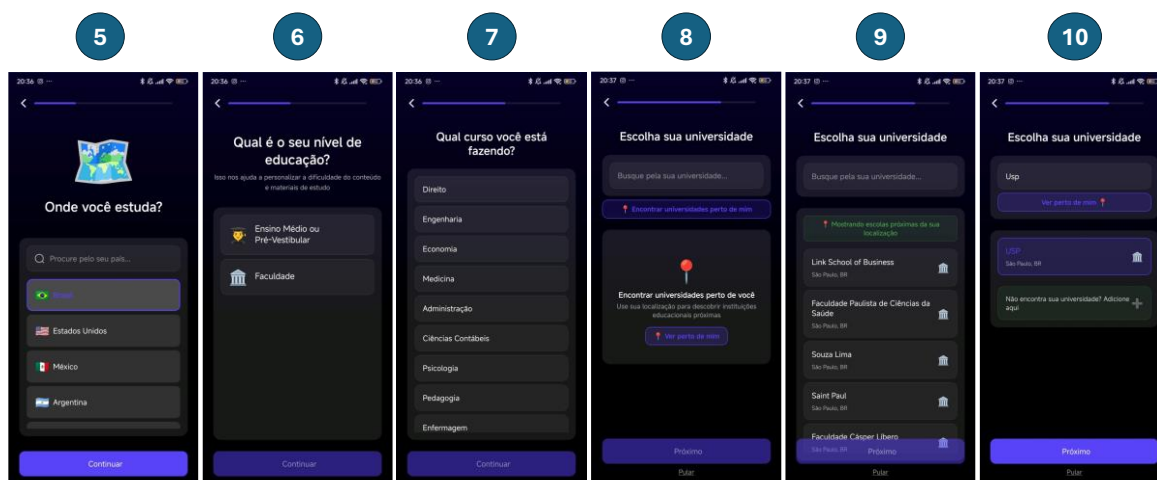 5
6
7
8
9
10
20:36
Onde você estuda?
Procure pelo seu país...
Brasil
Estados Unidos
México
Argentina
Continuar
20:36
Qual é o seu nível de
educação?
Isso nos ajuda a personalizar a dificuldade do conteúdo
e materiais de estudo
Ensino Médio ou
Pré-Vestibular
Faculdade
Continuar
20:36
Qual curso você está
fazendo?
Direito
Engenharia
Economia
Medicina
Administração
Ciências Contábeis
Psicologia
Pedagogia
Enfermagem
Continuar
20:37
Escolha sua universidade
Busque pela sua universidade...
Encontrar universidades perto de mim
Encontrar universidades perto de você
Use sua localização para descobrir instituições
educacionais próximas
Ver perto de mim
Próximo
Pular
20:37
Escolha sua universidade
Busque pela sua universidade...
Mostrando escolas próximas da sua
localização
Link School of Business
São Paulo, BR
Faculdade Paulista de Ciências da
Saúde
São Paulo, BR
Souza Lima
São Paulo, BR
Saint Paul
São Paulo, BR
Faculdade Cásper Líbero
São Paulo, BR
Próximo
Pular
20:37
Escolha sua universidade
Usp
Ver perto de mim
USP
São Paulo, BR
Não encontra sua universidade? Adicione
aqui
Próximo
Pular